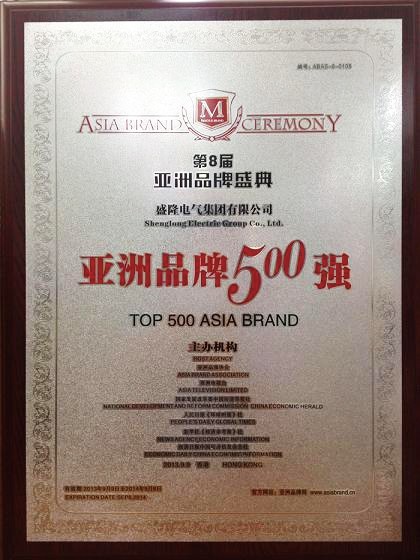 编号:ABAS-8-0105
M
ASIA BRAND CEREMONY
第8届
亚洲品牌盛典
盛隆电气集团有限公司
Shenglong Electric Group Co., Ltd.
亚洲品牌500强
TOP 500 ASIA BRAND
主办机构
HOST AGENCY
亚洲品牌协会
ASIA BRAND ASSOCIATION
亚洲电视台
ASIA TELEVISION LIMITED
国家发展改革委中国经济导报社
NATIONAL DEVELOPMENT AND REFORM COMMISSION CHINA ECONOMIC HERALD
人民日报《环球时报》社
PEOPLE'S DAILY GLOBAL TIMES
新华社《经济参考报》社
NEWS AGENCY, ECONOMIC INFORMATION
ECONOMIC DAILY CHINA ECONOMIC INFORMATION
2013.9.9 香港 HONG KONG
有效期 2013年9月9日至2014年9月8日
EXPIRATION DATE: SEP.8.2014
官方网站:亚洲品牌网 www.asiabrand.cn